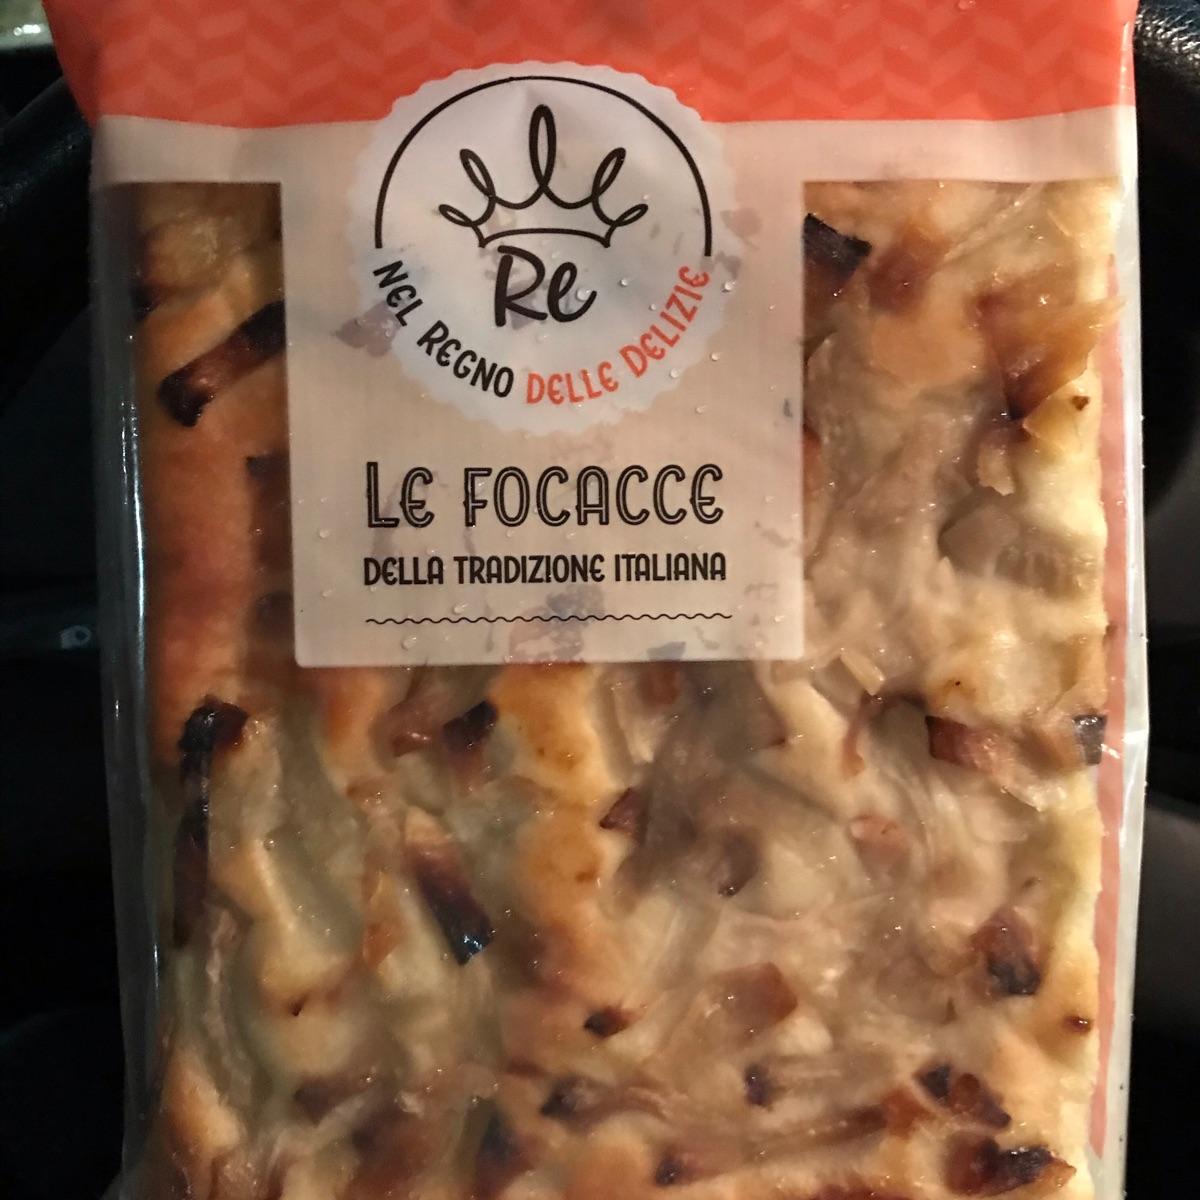 Re
NEL REGNO DELLE DELIZIE
LE FOCACCE
DELLA TRADIZIONE ITALIANA